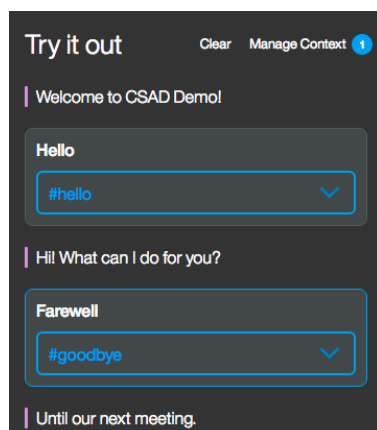 Try it out Clear Manage Context 1
Welcome to CSAD Demo!
Hello
#hello
Hi! What can I do for you?
Farewell
#goodbye
Until our next meeting.